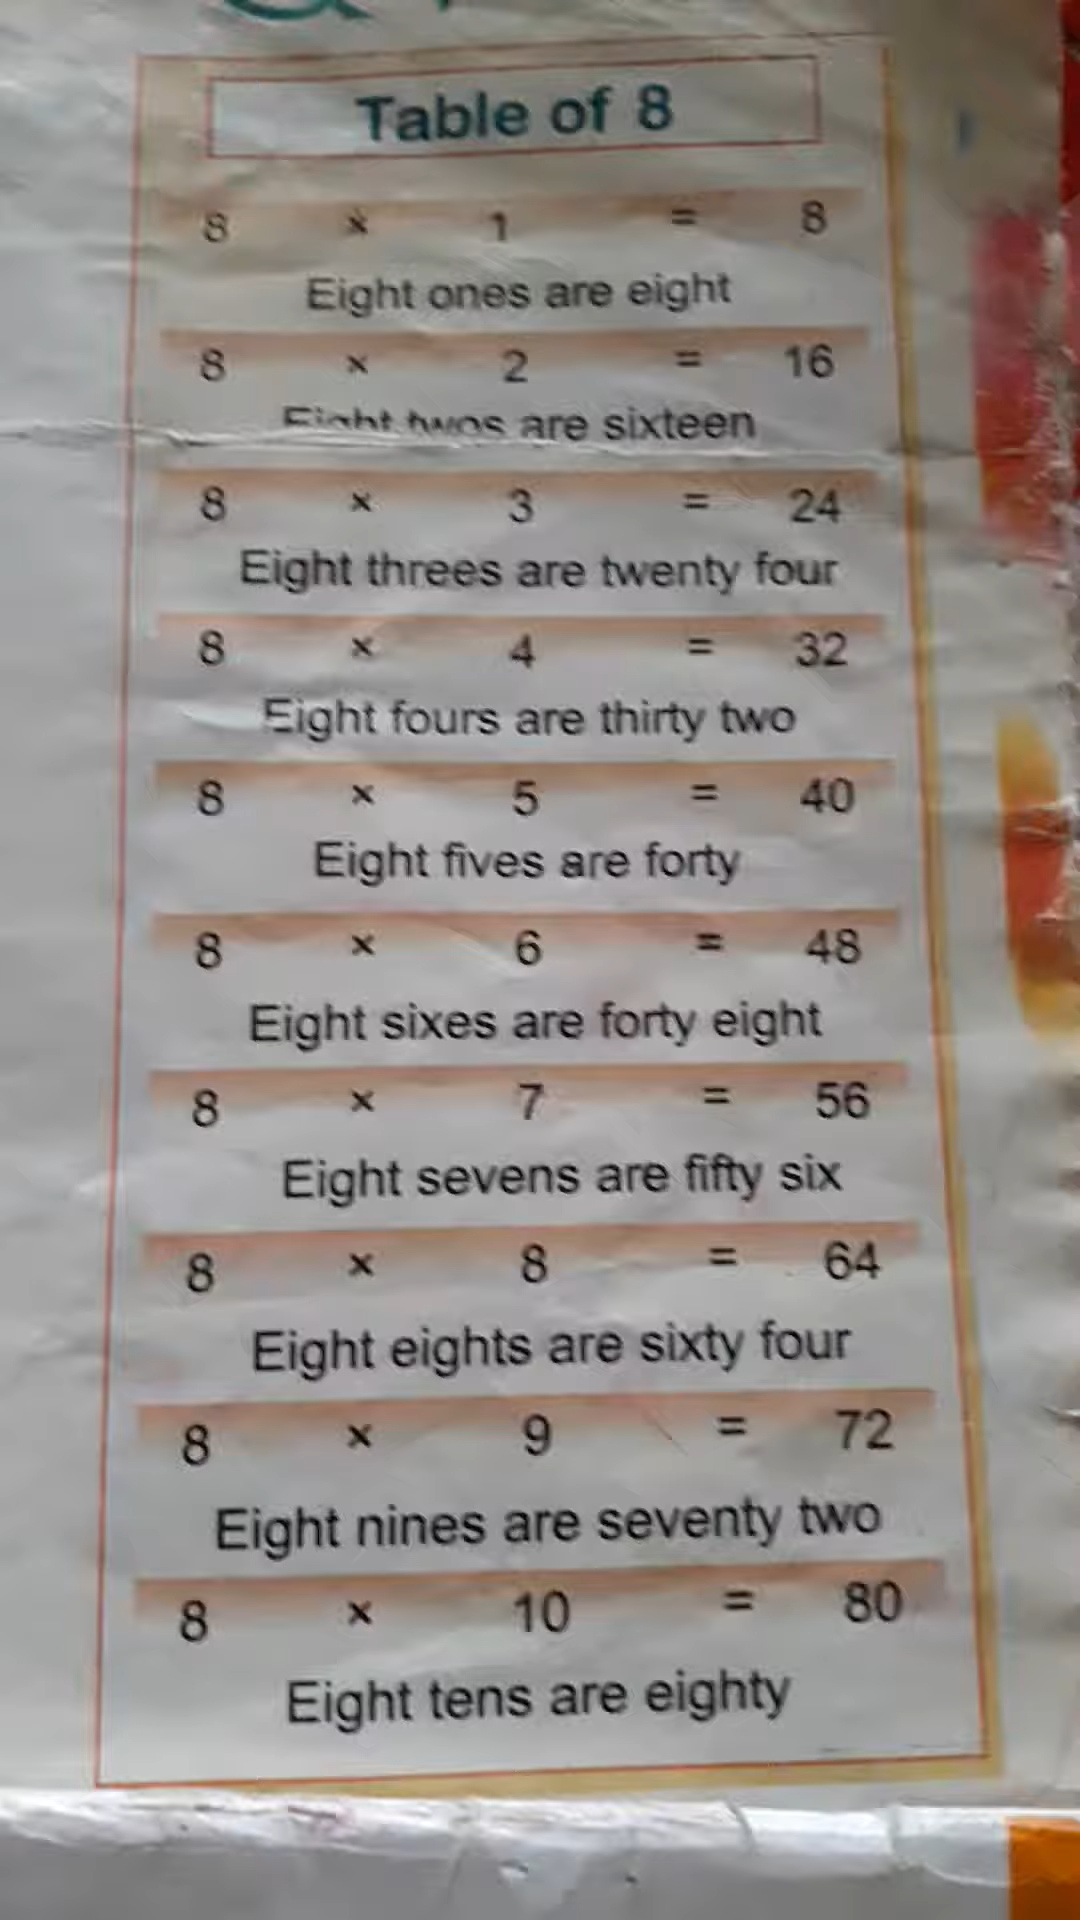 Table of 8
8 × 1 = 8
Eight ones are eight
8 × 2 = 16
Eight twos are sixteen
8 × 3 = 24
Eight threes are twenty four
8 × 4 = 32
Eight fours are thirty two
8 × 5 = 40
Eight fives are forty
8 × 6 = 48
Eight sixes are forty eight
8 × 7 = 56
Eight sevens are fifty six
8 × 8 = 64
Eight eights are sixty four
8 × 9 = 72
Eight nines are seventy two
8 × 10 = 80
Eight tens are eighty